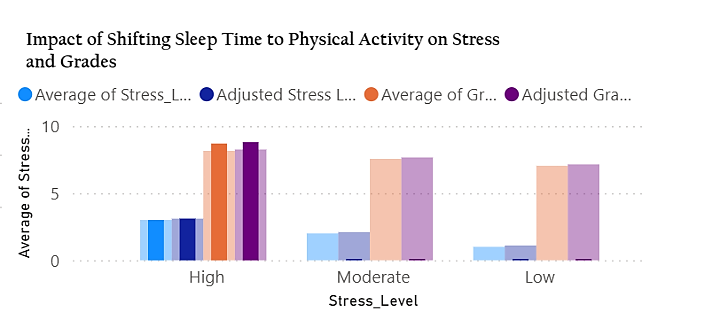 Impact of Shifting Sleep Time to Physical Activity on Stress
and Grades
Average of Stress_L... Adjusted Stress L... Average of Gr... Adjusted Gra...
Average of Stress...
10
5
0
High Moderate Low
Stress_Level